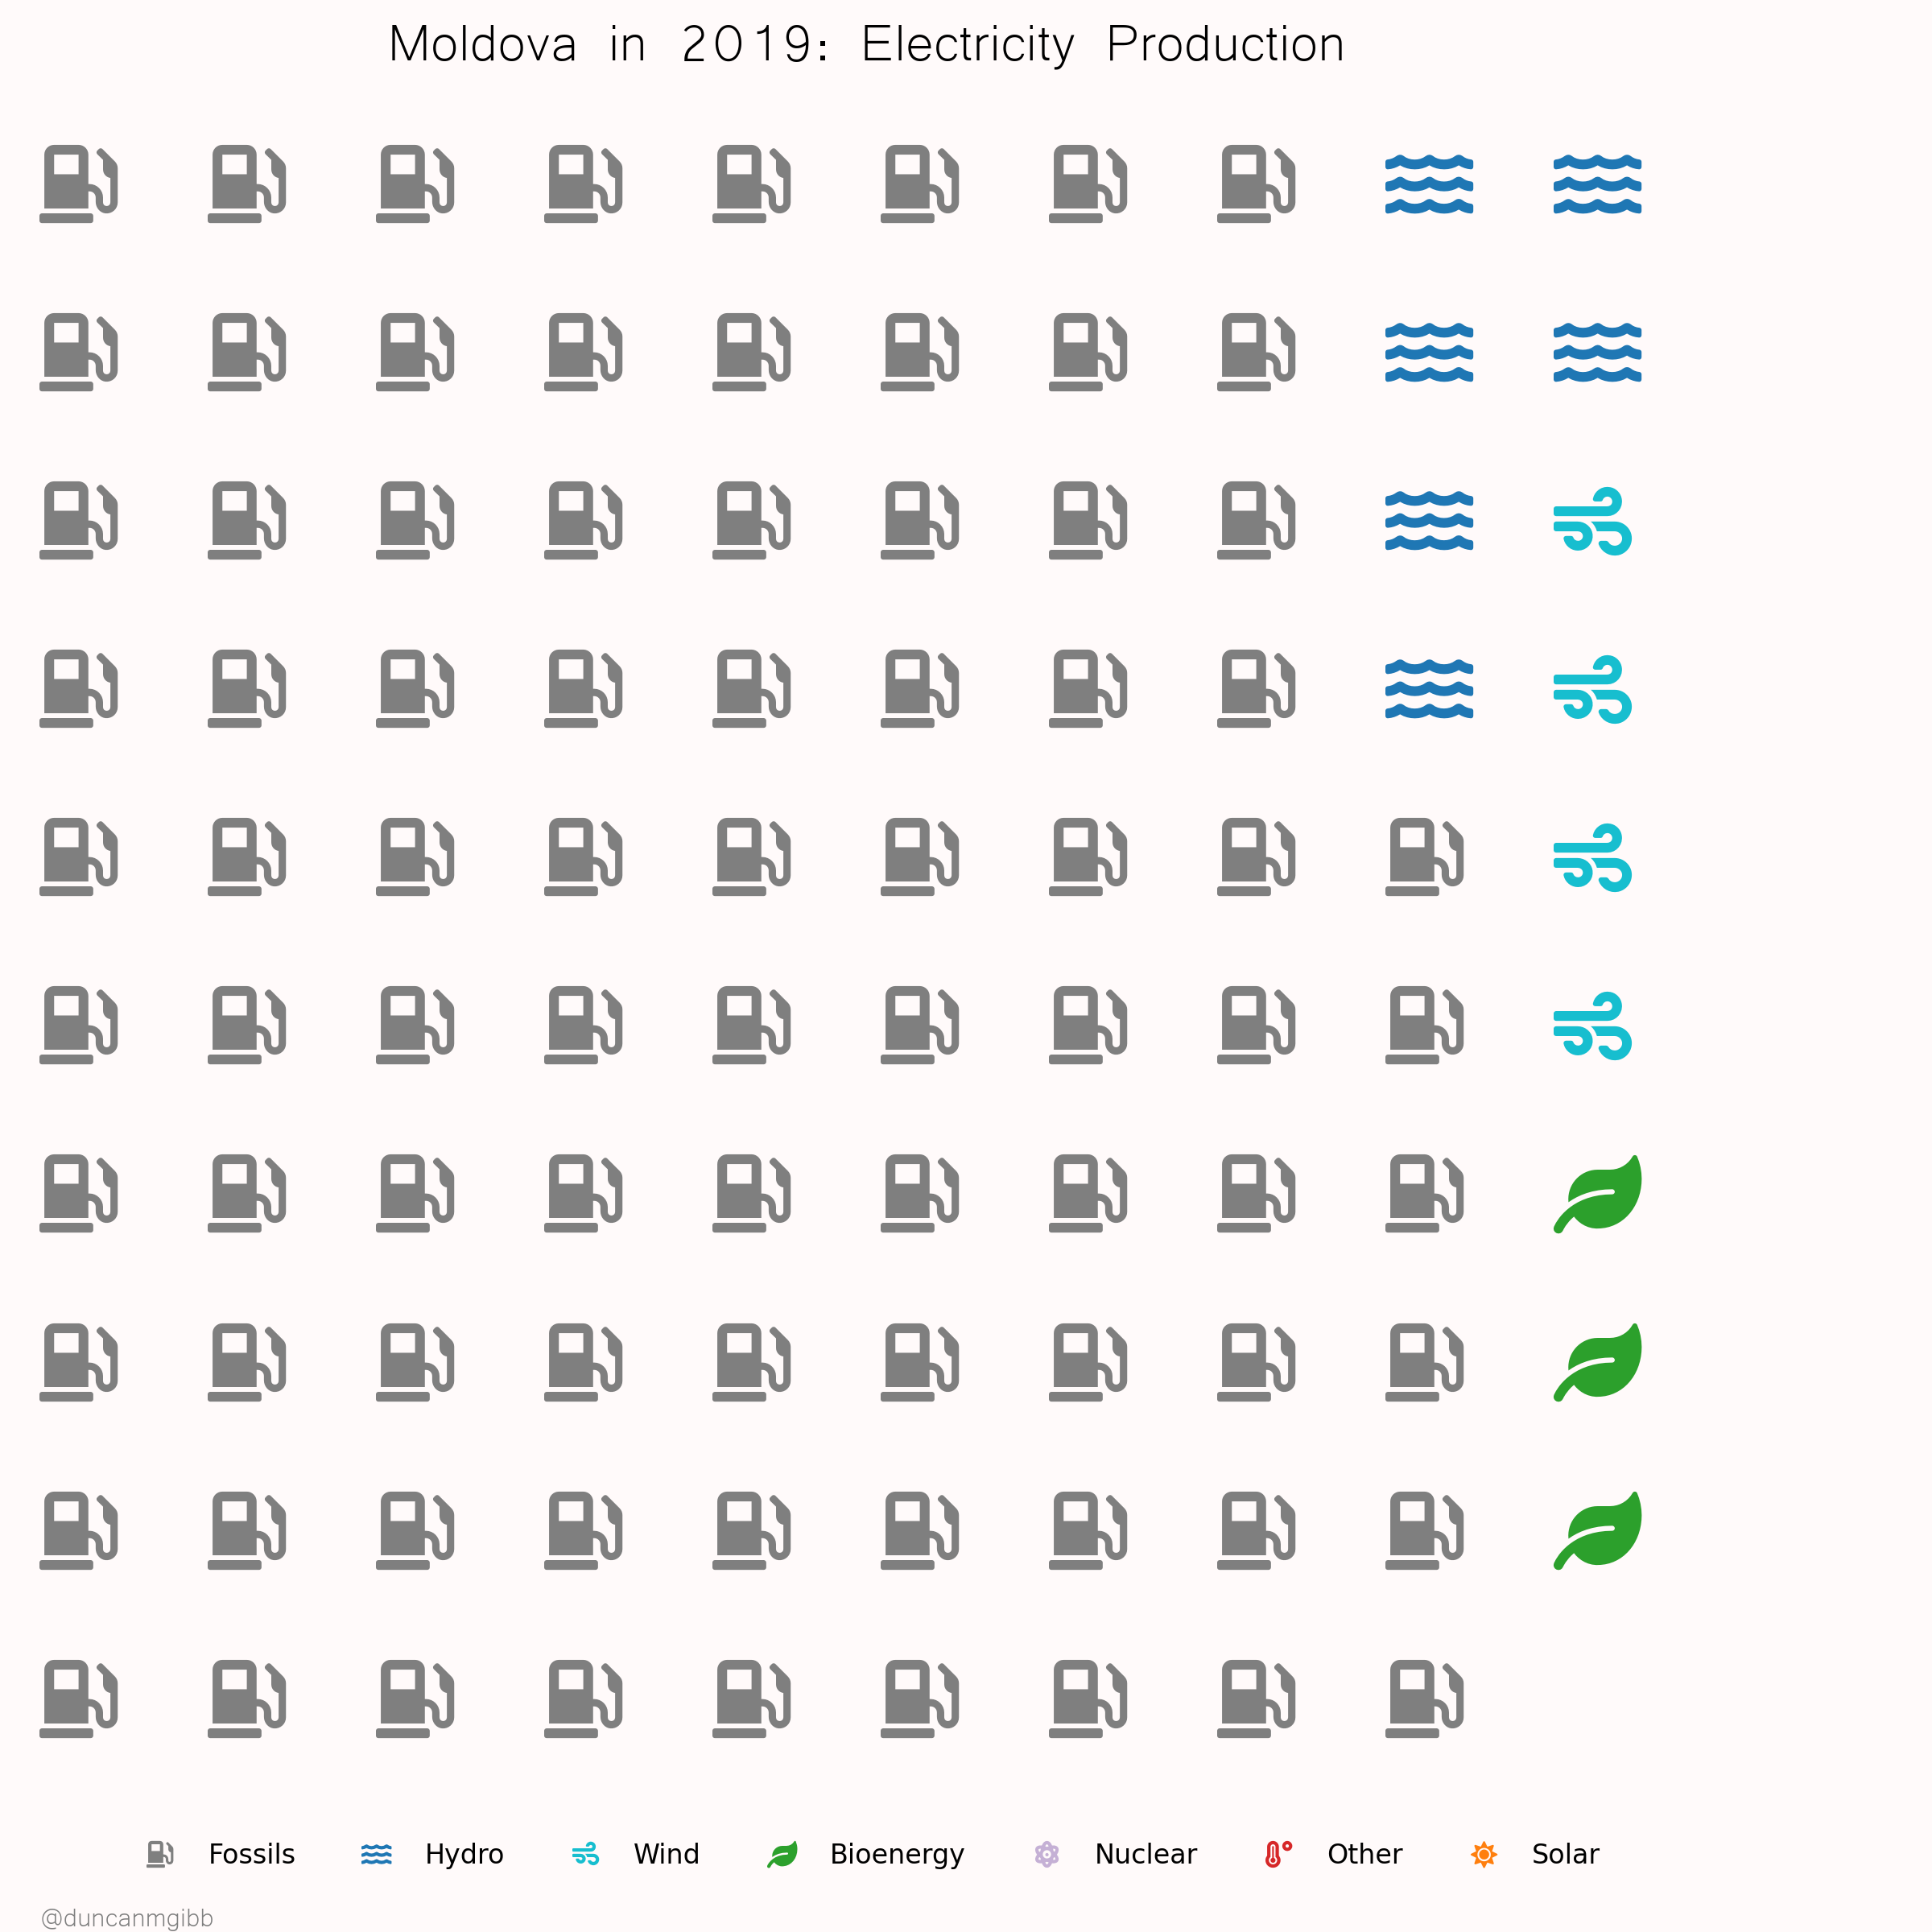 Moldova in 2019: Electricity Production
Fossils Hydro Wind Bioenergy Nuclear Other Solar
@duncanmgibb